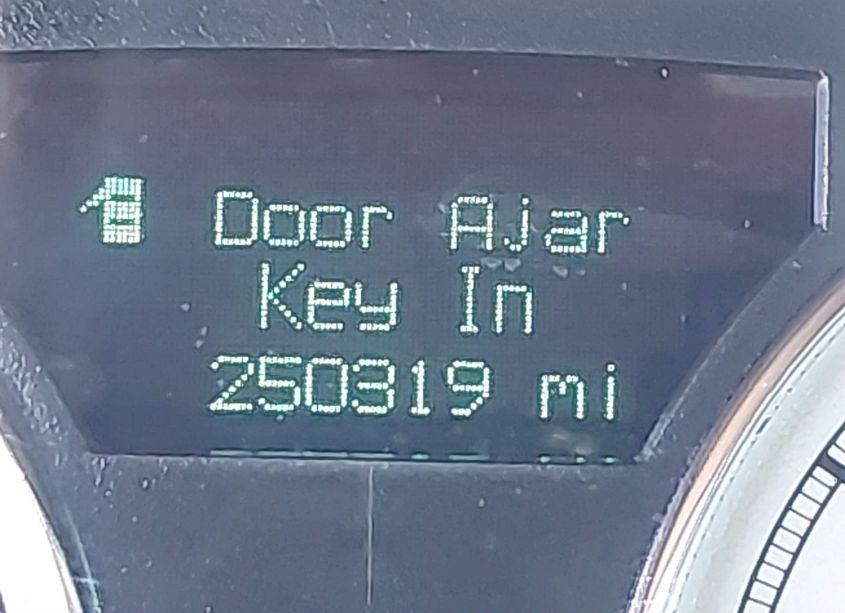 Door Ajar
Key In
250319 mi